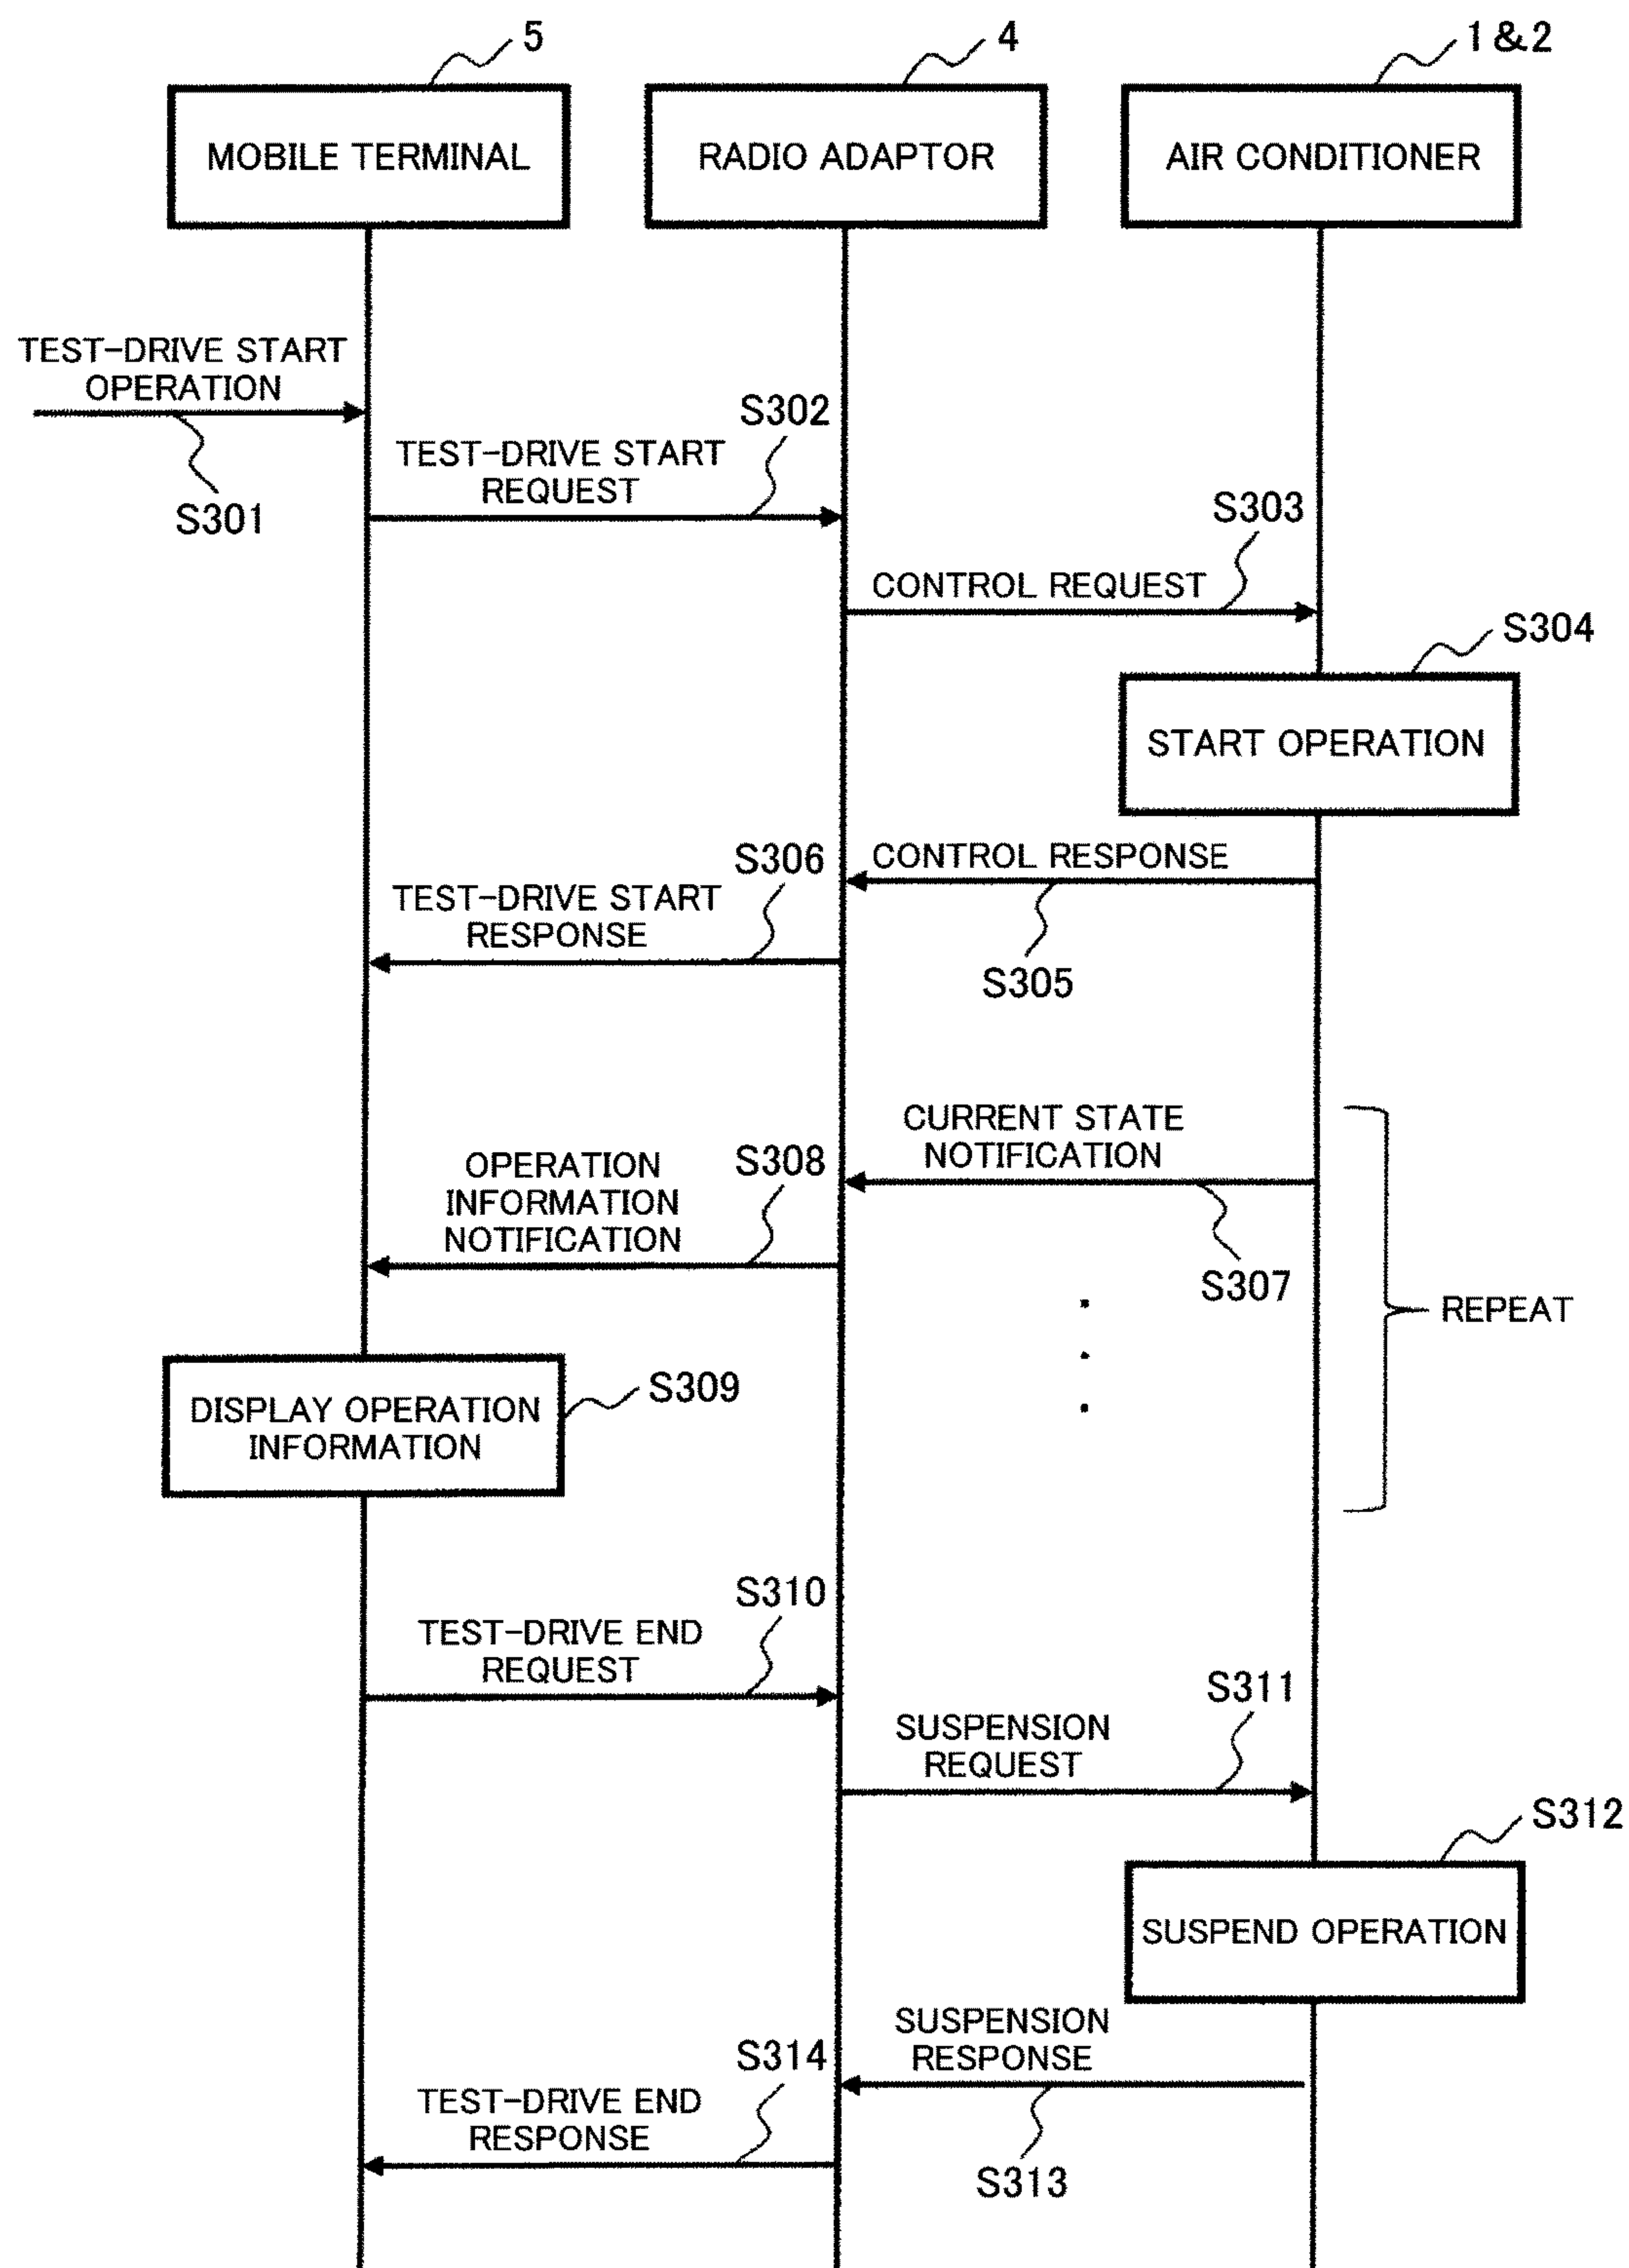 5
4
1&2
MOBILE TERMINAL
RADIO ADAPTOR
AIR CONDITIONER
TEST-DRIVE START
OPERATION
S301
S302
TEST-DRIVE START
REQUEST
S303
CONTROL REQUEST
S304
START OPERATION
CONTROL RESPONSE
S305
S306
TEST-DRIVE START
RESPONSE
CURRENT STATE
NOTIFICATION
S307
S308
OPERATION
INFORMATION
NOTIFICATION
REPEAT
DISPLAY OPERATION
INFORMATION
S309
S310
TEST-DRIVE END
REQUEST
S311
SUSPENSION
REQUEST
S312
SUSPEND OPERATION
SUSPENSION
RESPONSE
S313
S314
TEST-DRIVE END
RESPONSE